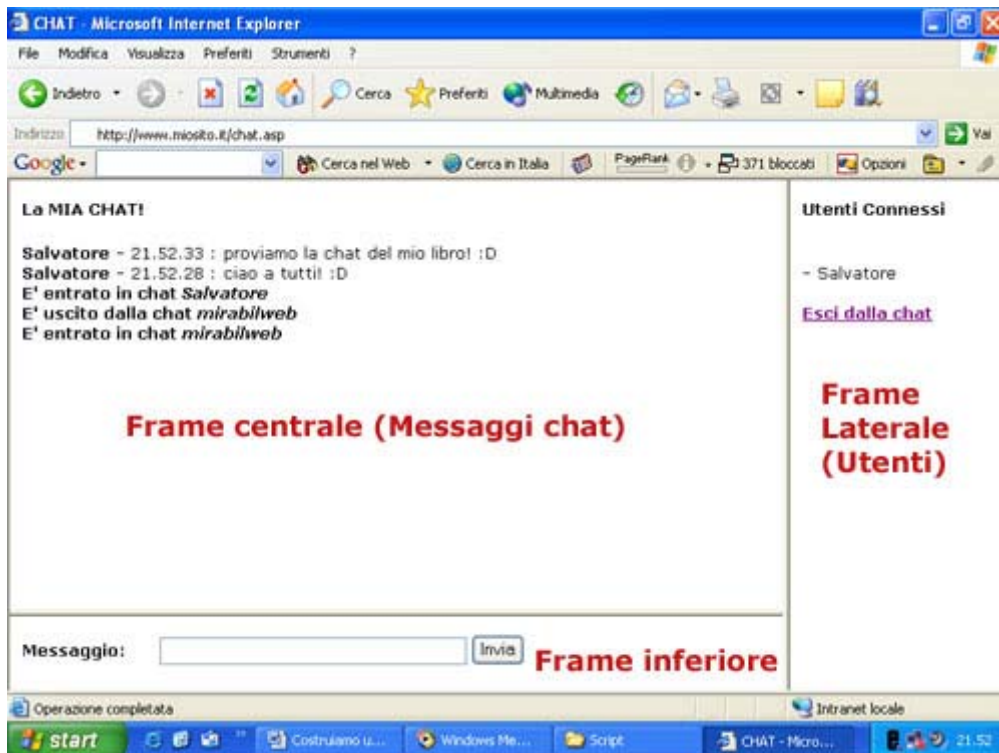 CHAT - Microsoft Internet Explorer
File Modifica Visualizza Preferiti Strumenti ?
Indietro Cerca Preferiti Multimedia
Indirizzo http://www.miosito.it/chat.asp Vai
Google Cerca nel Web Cerca in Italia PageRank 371 bloccati Opzioni
La MIA CHAT!
Salvatore - 21.52.33 : proviamo la chat del mio libro! :D
Salvatore - 21.52.28 : ciao a tutti! :D
E' entrato in chat Salvatore
E' uscito dalla chat mirabilweb
E' entrato in chat mirabilweb
Frame centrale (Messaggi chat)
Utenti Connessi
- Salvatore
Esci dalla chat
Frame
Laterale
(Utenti)
Messaggio: Invia
Frame inferiore
Operazione completata Intranet locale
start Costruiamo u... Windows Me... Script CHAT - Micro... 21.52